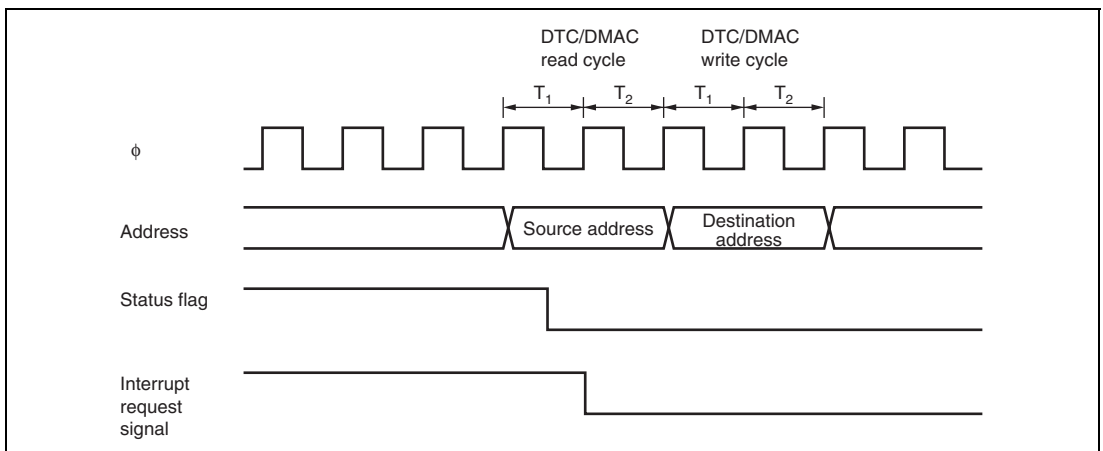 DTC/DMAC
read cycle
DTC/DMAC
write cycle
T1 T2 T1 T2
ϕ
Address
Source address
Destination
address
Status flag
Interrupt
request
signal